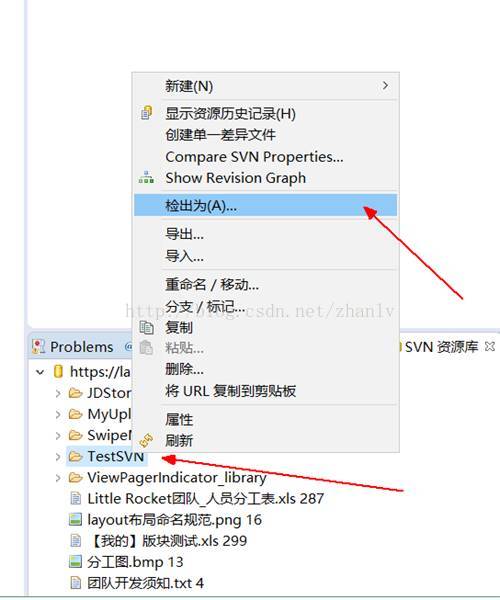 新建(N)
显示资源历史记录(H)
创建单一差异文件
Compare SVN Properties...
Show Revision Graph
检出为(A)...
导出...
导入...
重命名 / 移动...
分支 / 标记...
http://blog.csdn.net/zhanlv
复制
粘贴...
删除...
将 URL 复制到剪贴板
属性
刷新
Problems @ SVN 资源库
https://la
JDStor
MyUpl
SwipeM
TestSVN
ViewPagerIndicator_library
Little Rocket团队_人员分工表.xls 287
layout布局命名规范.png 16
【我的】版块测试.xls 299
分工图.bmp 13
团队开发须知.txt 4